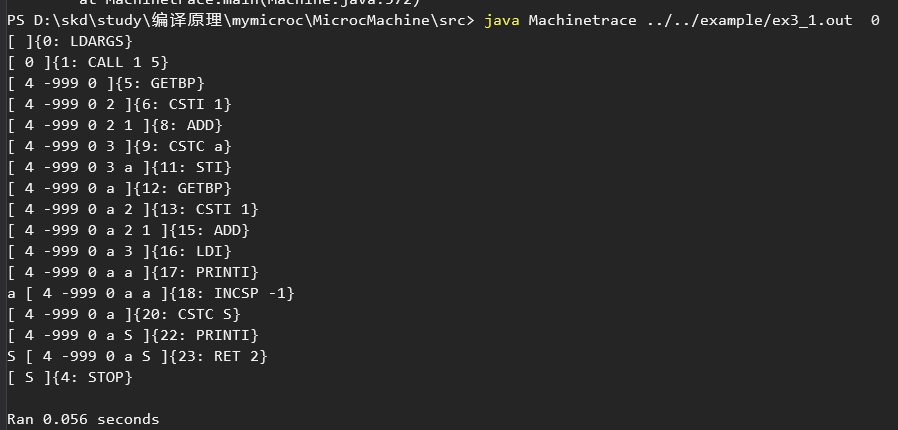 at Machinetrace.main(Machine.java:572)
PS D:\skd\study\编译原理\mymicroc\MicrocMachine\src> java Machinetrace ../../example/ex3_1.out  0
[ ]{0: LDARGS}
[ 0 ]{1: CALL 1 5}
[ 4 -999 0 ]{5: GETBP}
[ 4 -999 0 2 ]{6: CSTI 1}
[ 4 -999 0 2 1 ]{8: ADD}
[ 4 -999 0 3 ]{9: CSTC a}
[ 4 -999 0 3 a ]{11: STI}
[ 4 -999 0 a ]{12: GETBP}
[ 4 -999 0 a 2 ]{13: CSTI 1}
[ 4 -999 0 a 2 1 ]{15: ADD}
[ 4 -999 0 a 3 ]{16: LDI}
[ 4 -999 0 a a ]{17: PRINTI}
a [ 4 -999 0 a a ]{18: INCSP -1}
[ 4 -999 0 a ]{20: CSTC S}
[ 4 -999 0 a S ]{22: PRINTI}
S [ 4 -999 0 a S ]{23: RET 2}
[ S ]{4: STOP}
Ran 0.056 seconds